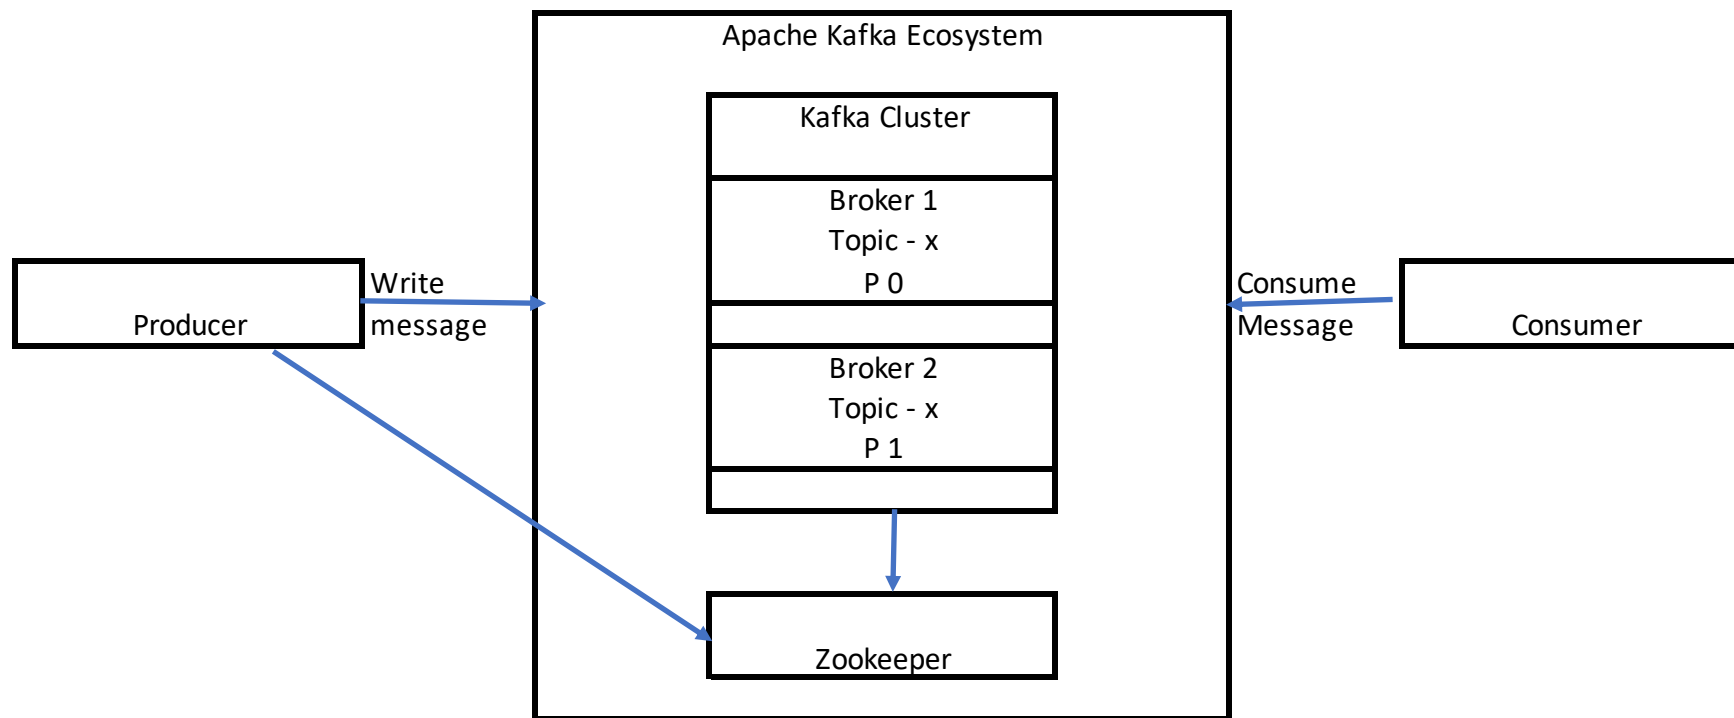 Apache Kafka Ecosystem
Kafka Cluster
Broker 1
Topic - x
P 0
Broker 2
Topic - x
P 1
Producer
Write
message
Consume
Message
Consumer
Zookeeper